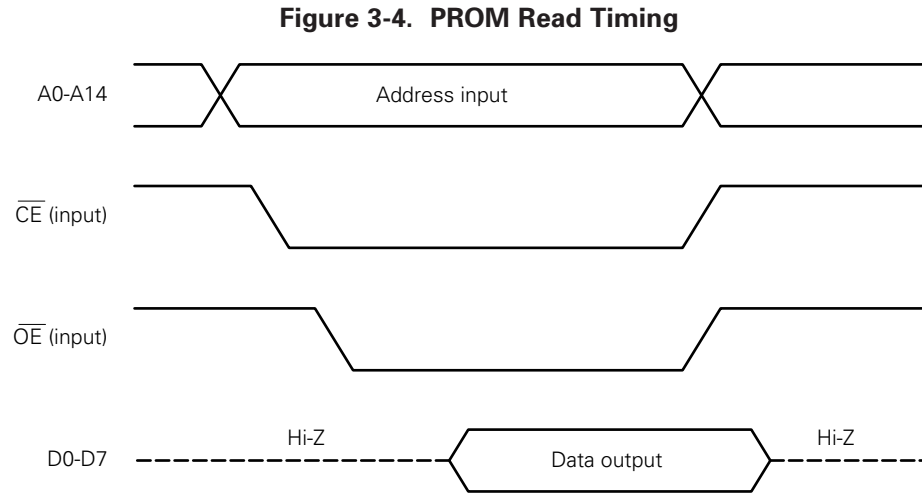 Figure 3-4. PROM Read Timing
A0-A14
Address input
CE (input)
OE (input)
D0-D7
Hi-Z
Data output
Hi-Z